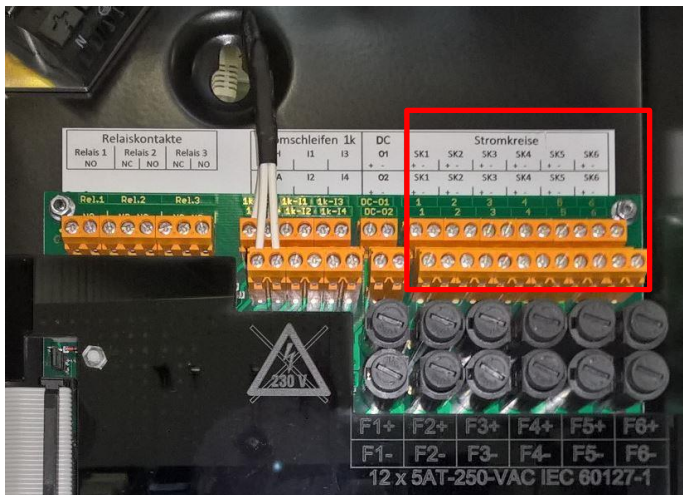 N
Relaiskontakte
Relais 1 Relais 2 Relais 3
NO NC NO NC NO
omschleifen 1k
I1 I3
I2 I4
DC
O1
+ -
O2
+ -
Stromkreise
SK1 SK2 SK3 SK4 SK5 SK6
+ - + - + - + - + - + -
SK1 SK2 SK3 SK4 SK5 SK6
+ - + - + - + - + - + -
Rel.1 Rel.2 Rel.3
1k-I1 1k-I3 DC-O1 1 2 3 4 5 6
1k-I2 1k-I4 DC-O2 1 2 3 4 5 6
230 V
F1+ F2+ F3+ F4+ F5+ F6+
F1- F2- F3- F4- F5- F6-
12 x 5AT-250-VAC IEC 60127-1